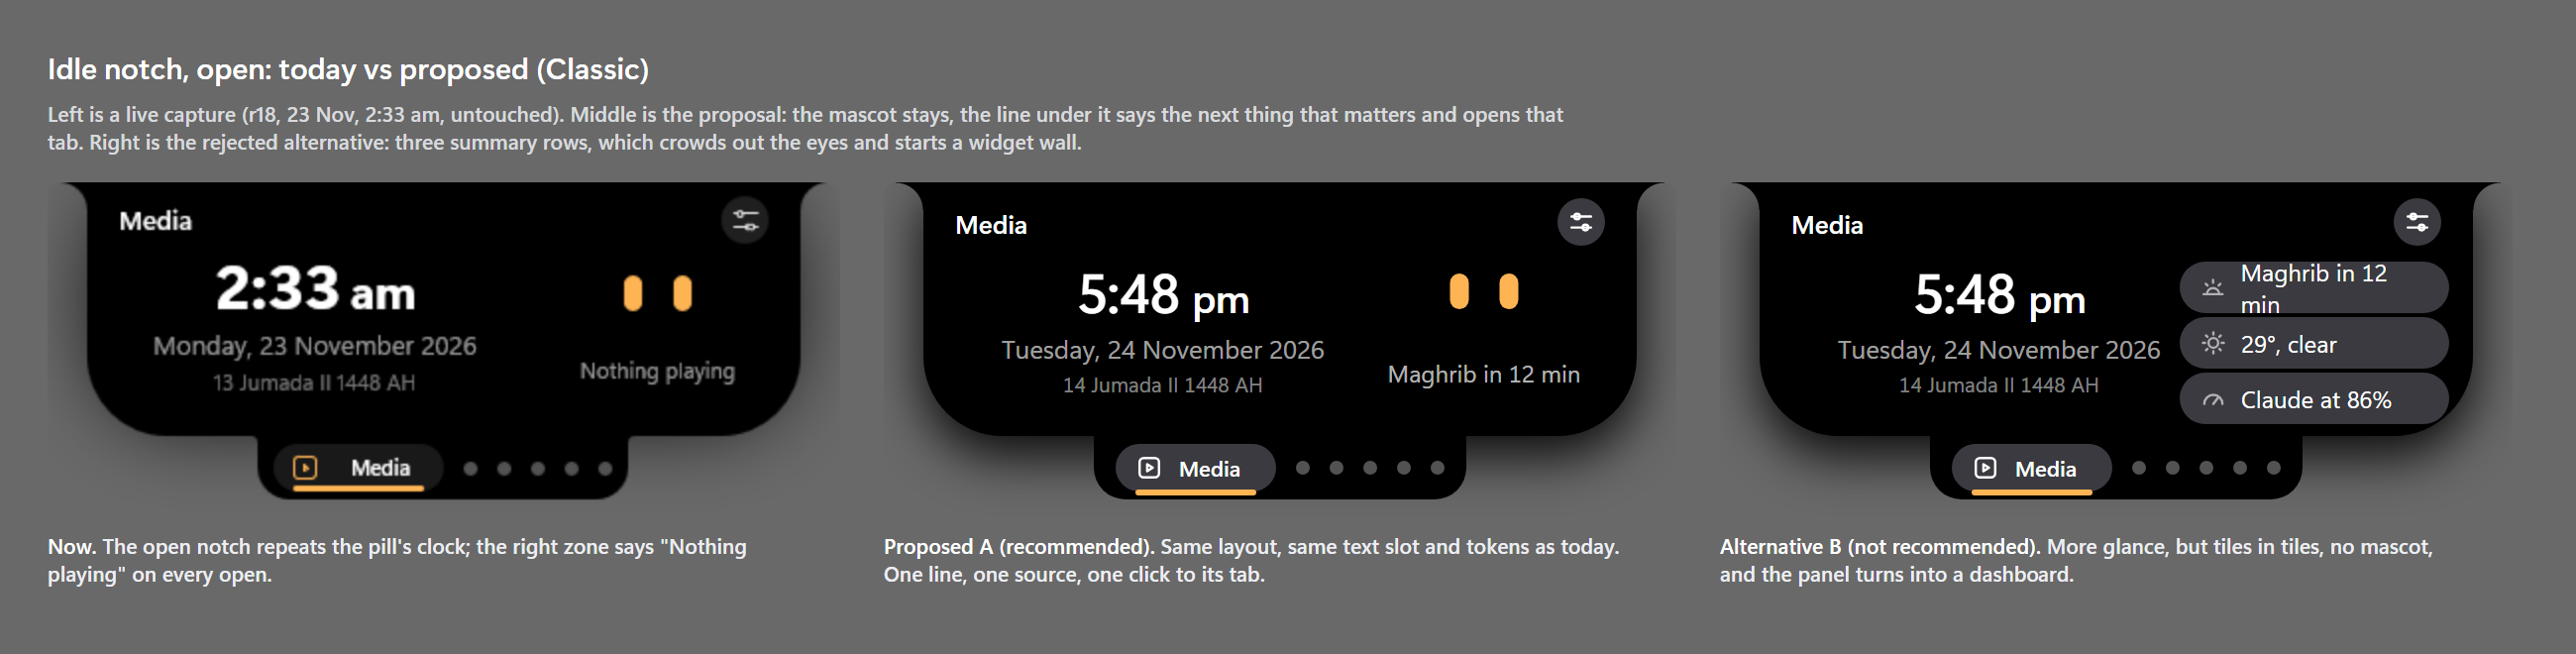 Idle notch, open: today vs proposed (Classic)
Left is a live capture (r18, 23 Nov, 2:33 am, untouched). Middle is the proposal: the mascot stays, the line under it says the next thing that matters and opens that
tab. Right is the rejected alternative: three summary rows, which crowds out the eyes and starts a widget wall.
Media
2:33 am
Monday, 23 November 2026
13 Jumada II 1448 AH
Nothing playing
Media
Now. The open notch repeats the pill's clock; the right zone says "Nothing
playing" on every open.
Media
5:48 pm
Tuesday, 24 November 2026
14 Jumada II 1448 AH
Maghrib in 12 min
Media
Proposed A (recommended). Same layout, same text slot and tokens as today.
One line, one source, one click to its tab.
Media
5:48 pm
Tuesday, 24 November 2026
14 Jumada II 1448 AH
Maghrib in 12
min
29°, clear
Claude at 86%
Media
Alternative B (not recommended). More glance, but tiles in tiles, no mascot,
and the panel turns into a dashboard.